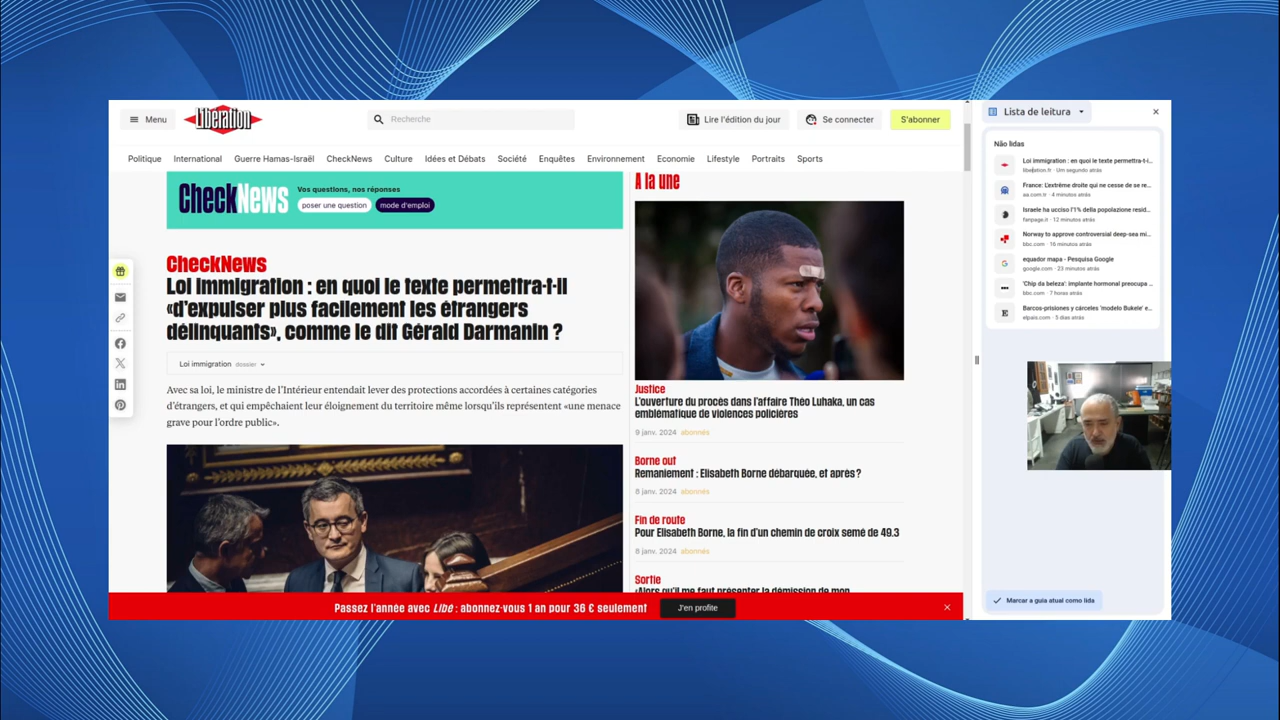 Menu
Libération
Recherche
Lire l'édition du jour
Se connecter
S'abonner
Politique
International
Guerre Hamas-Israël
CheckNews
Culture
Idées et Débats
Société
Enquêtes
Environnement
Economie
Lifestyle
Portraits
Sports
CheckNews
Vos questions, nos réponses
poser une question
mode d'emploi
CheckNews
Loi immigration : en quoi le texte permettra-t-il
«d'expulser plus facilement les étrangers
délinquants», comme le dit Gérald Darmanin ?
Loi immigration dossier
Avec sa loi, le ministre de l'Intérieur entendait lever des protections accordées à certaines catégories
d'étrangers, et qui empêchaient leur éloignement du territoire même lorsqu'ils représentent «une menace
grave pour l'ordre public».
A la une
Justice
L'ouverture du procès dans l'affaire Théo Luhaka, un cas
emblématique de violences policières
9 janv. 2024 abonnés
Borne out
Remaniement : Elisabeth Borne débarquée, et après ?
8 janv. 2024 abonnés
Fin de route
Pour Elisabeth Borne, la fin d'un chemin de croix semé de 49.3
8 janv. 2024 abonnés
Sortie
«Alors qu'il me faut présenter la démission de mon
Passez l'année avec Libé : abonnez-vous 1 an pour 36 € seulement
J'en profite
Lista de leitura
Não lidas
Loi immigration : en quoi le texte permettra-t-i...
liberation.fr · Um segundo atrás
France: L'extrême droite qui ne cesse de se re...
aa.com.tr · 4 minutos atrás
Israele ha ucciso l'1% della popolazione resid...
fanpage.it · 12 minutos atrás
Norway to approve controversial deep-sea mi...
bbc.com · 16 minutos atrás
equador mapa - Pesquisa Google
google.com · 23 minutos atrás
'Chip da beleza': implante hormonal preocupa ...
bbc.com · 7 horas atrás
Barcos-prisiones y cárceles 'modelo Bukele' e...
elpais.com · 5 dias atrás
Marcar a guia atual como lida